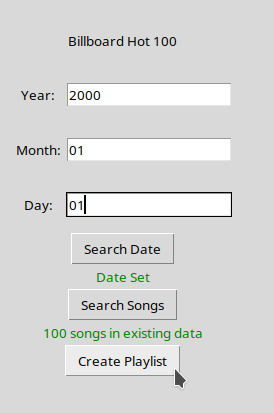 Billboard Hot 100
Year: 2000
Month: 01
Day: 01
Search Date
Date Set
Search Songs
100 songs in existing data
Create Playlist